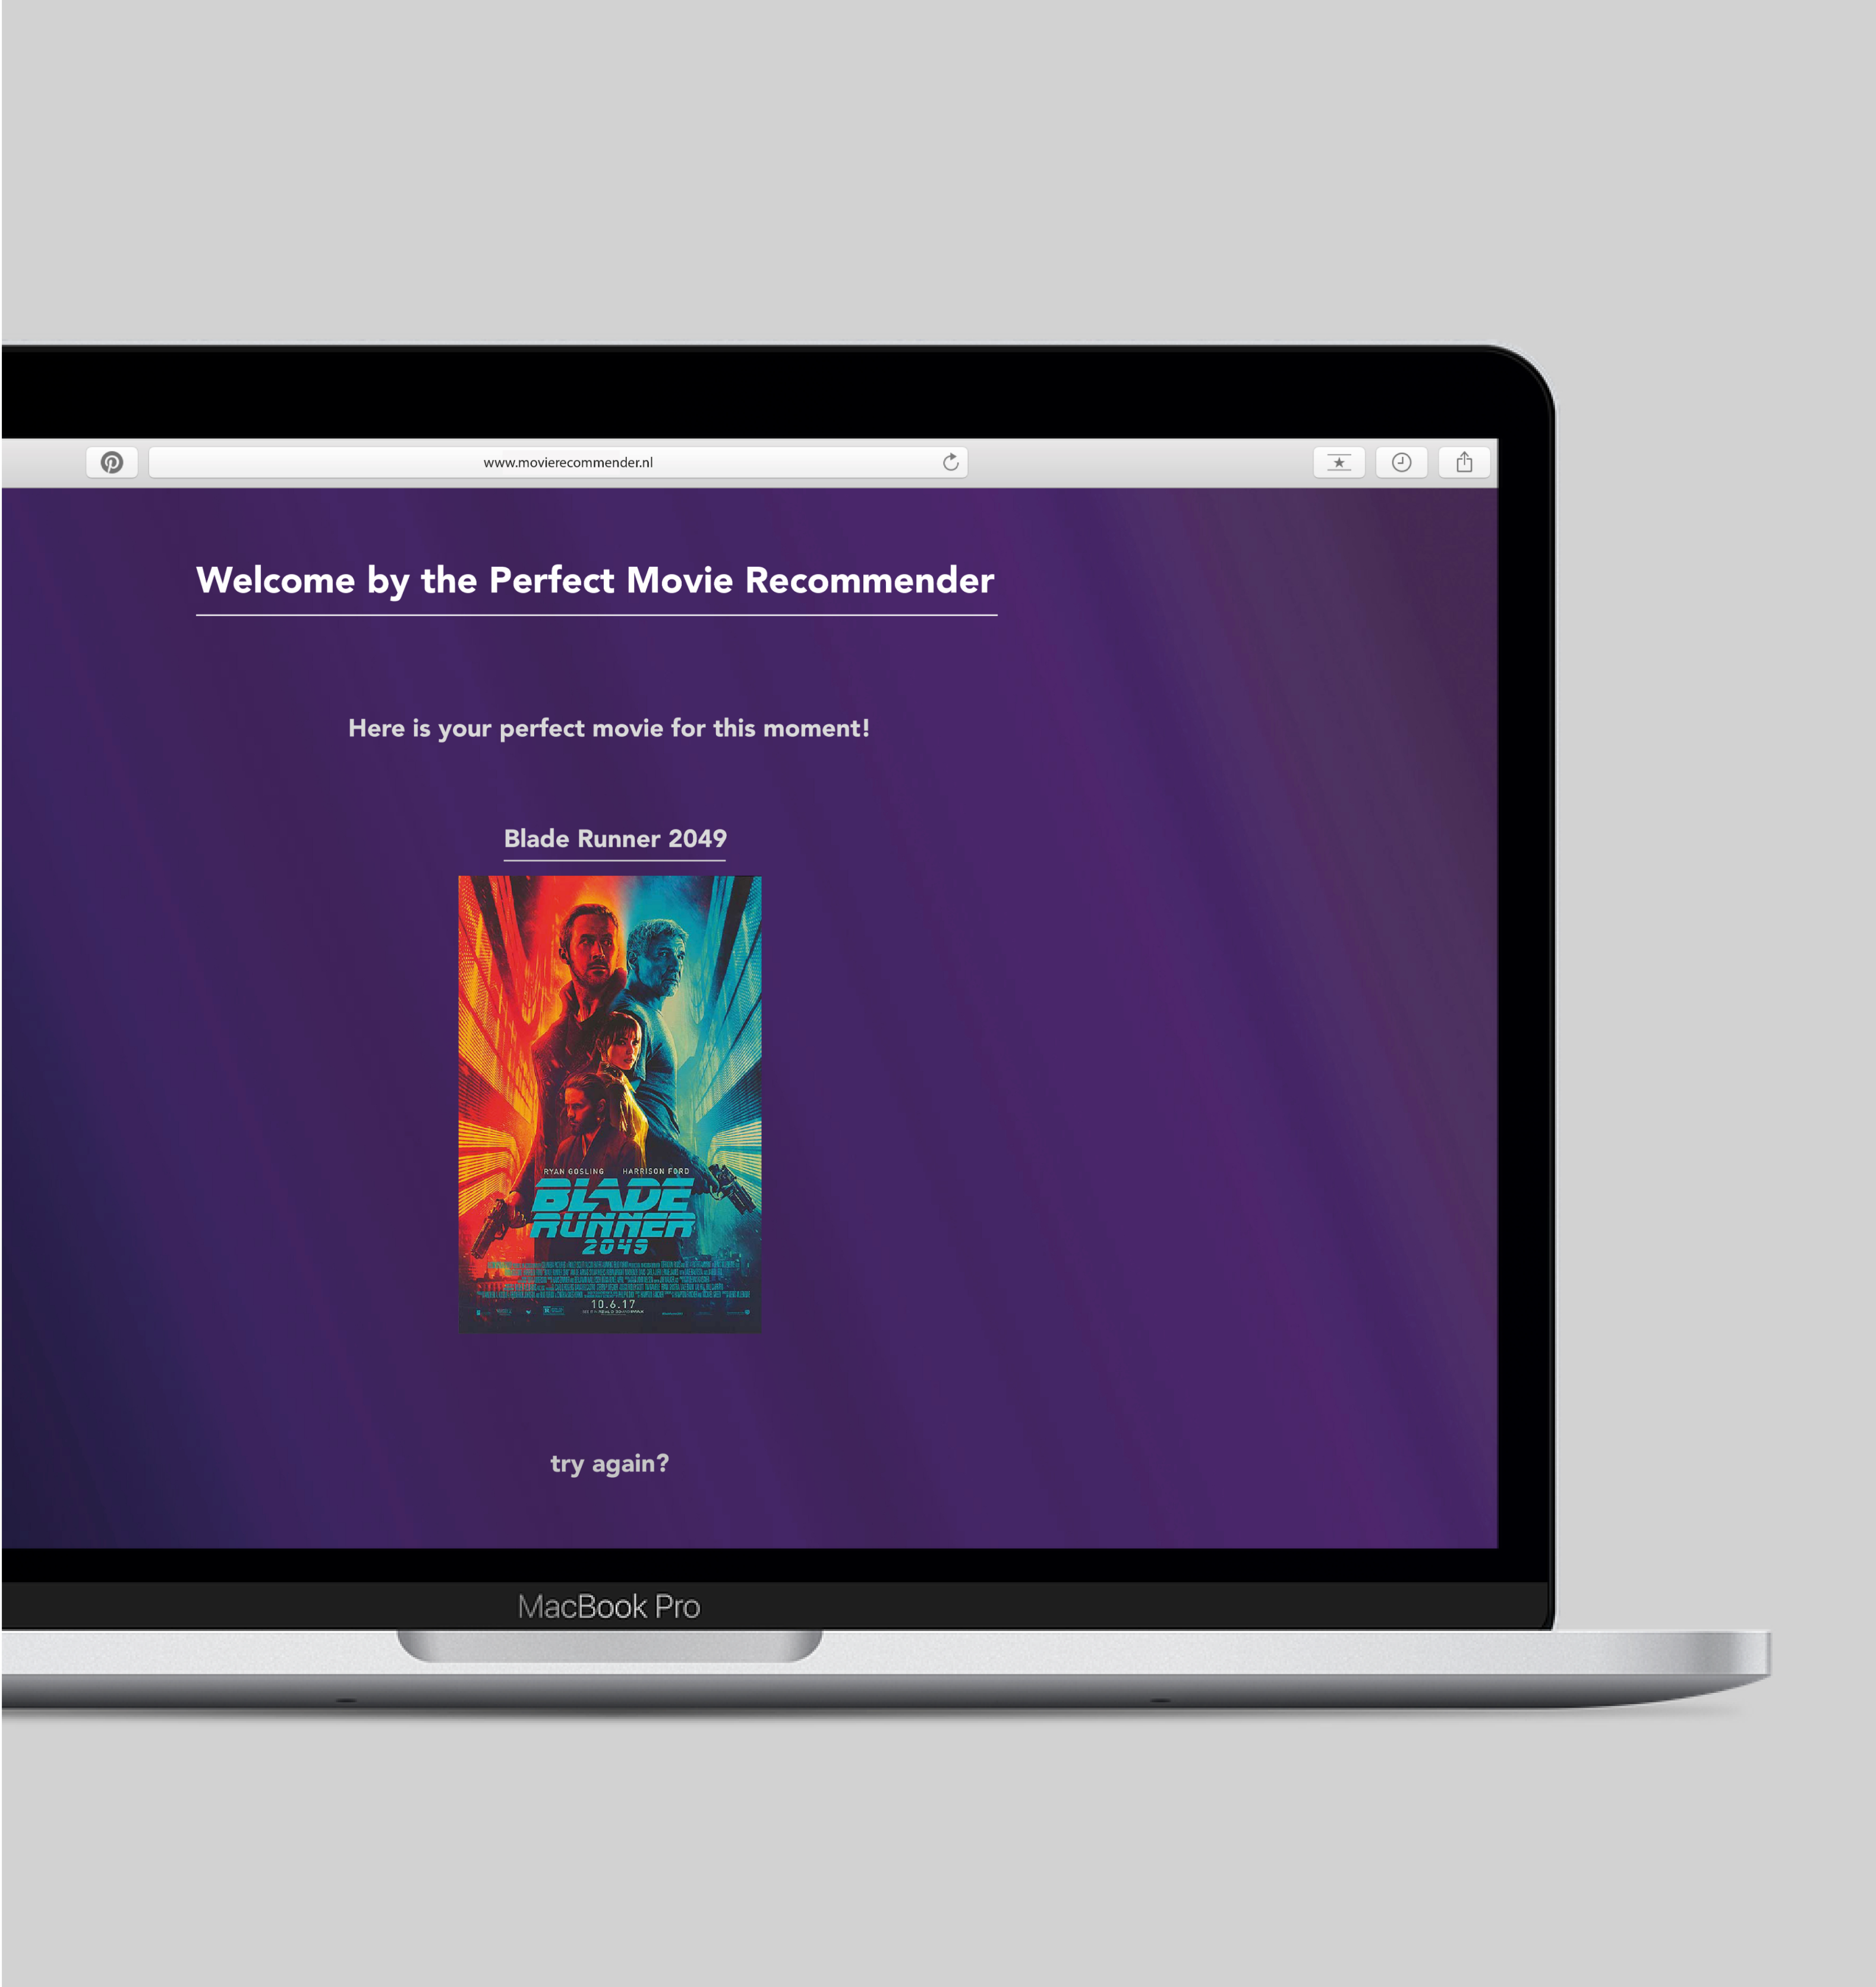 www.movierecommender.nl
Welcome by the Perfect Movie Recommender
Here is your perfect movie for this moment!
Blade Runner 2049
RYAN GOSLING HARRISON FORD
BLADE
RUNNER
2049
10.6.17
try again?
MacBook Pro